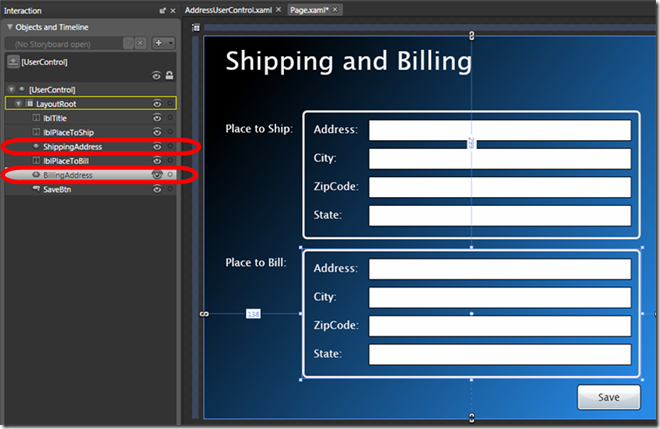 Interaction
AddressUserControl.xaml
Page.xaml*
Objects and Timeline
(No Storyboard open)
[UserControl]
[UserControl]
LayoutRoot
lblTitle
lblPlaceToShip
ShippingAddress
lblPlaceToBill
BillingAddress
SaveBtn
Shipping and Billing
Place to Ship:
Address:
City:
ZipCode:
State:
299
Place to Bill:
Address:
City:
ZipCode:
State:
138
Save